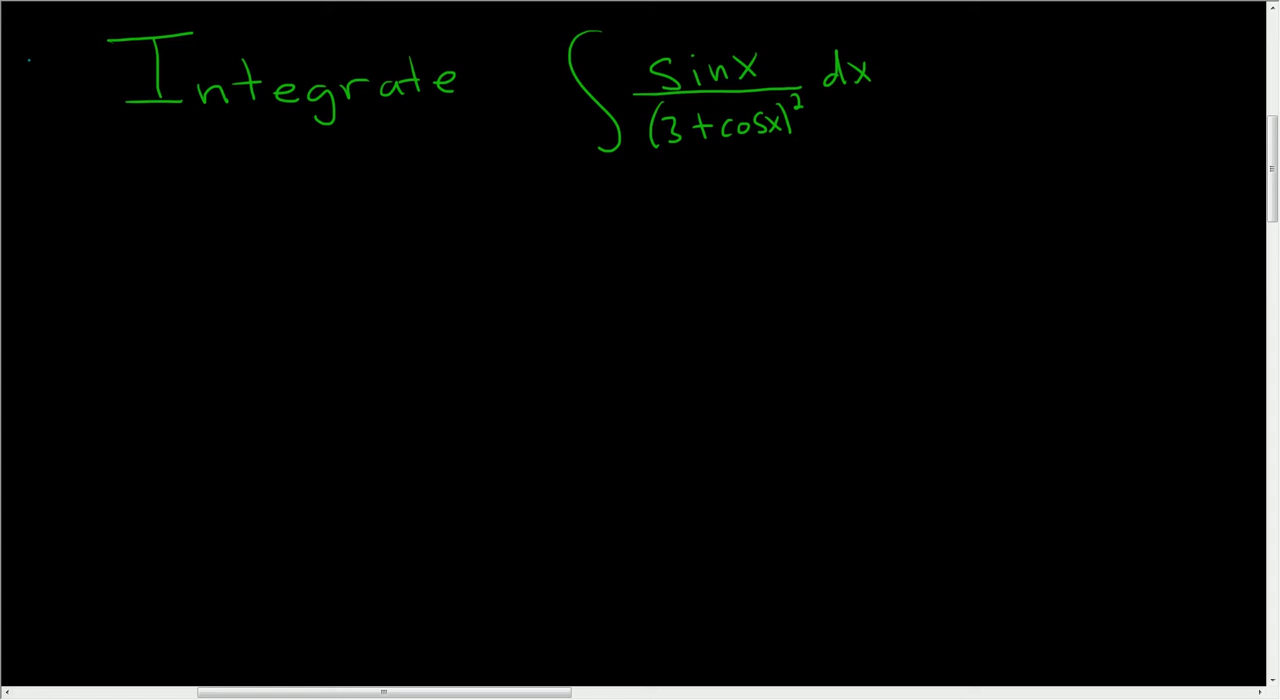 Integrate ∫ sinx/(3+cosx)² dx